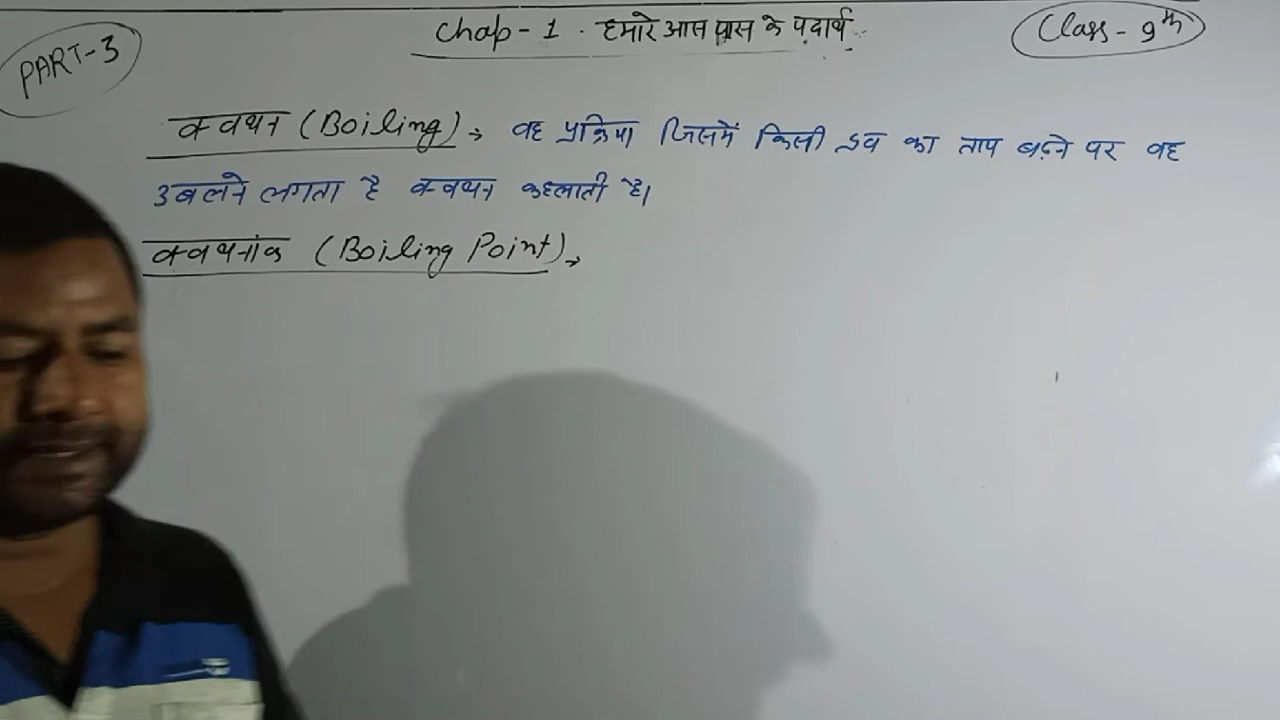 PART-3
Chap-1. हमारे आस पास के पदार्थ
Class-9th
क्वथन (Boiling) → वह प्रक्रिया जिसमें किसी द्रव का ताप बढ़ने पर वह
उबलने लगता है क्वथन कहलाती है।
क्वथनांक (Boiling Point) →